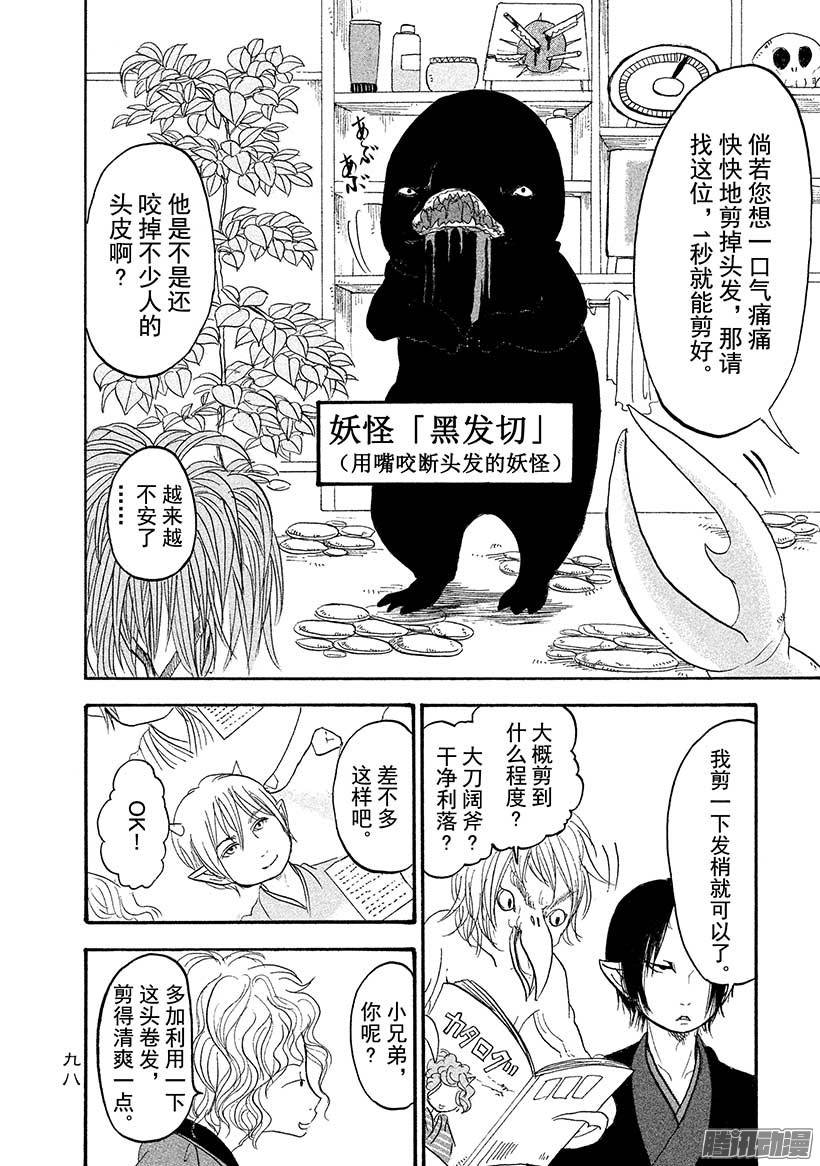 倘若您想一口气痛痛
快快地剪掉头发，那请
找这位，1秒就能剪好。
あぶ
あぶ
他是不是还
咬掉不少人的
头皮啊？
妖怪「黑发切」
（用嘴咬断头发的妖怪）
越来越
不安了
……
我剪一下发梢就可以了。
大概剪到
什么程度？
大刀阔斧？
干净利落？
カタログ
差不多
这样吧。
OK！
小兄弟，
你呢？
多加利用一下
这头卷发，
剪得清爽一点。
九八
腾讯动漫